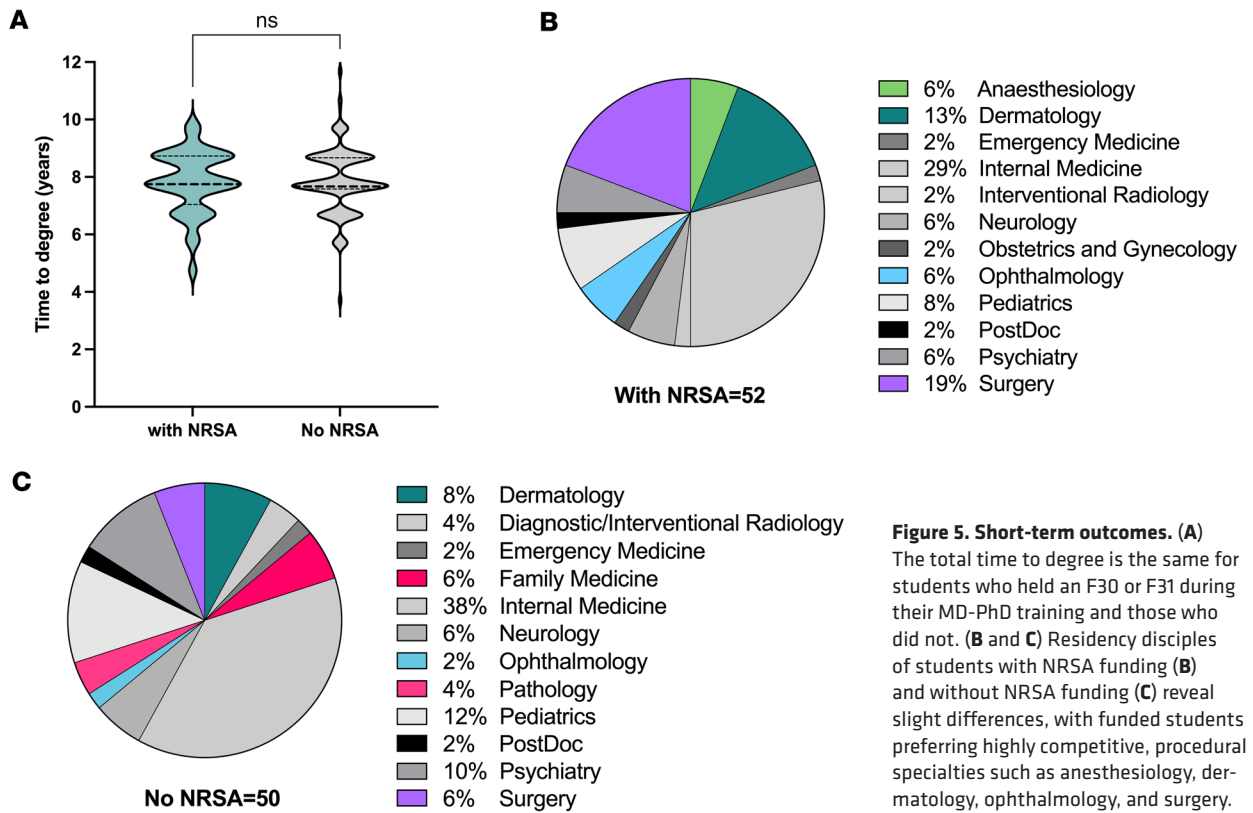 A
ns
Time to degree (years)
12
10
8
6
4
2
0
with NRSA
No NRSA
B
6% Anaesthesiology
13% Dermatology
2% Emergency Medicine
29% Internal Medicine
2% Interventional Radiology
6% Neurology
2% Obstetrics and Gynecology
6% Ophthalmology
8% Pediatrics
2% PostDoc
6% Psychiatry
19% Surgery
With NRSA=52
C
8% Dermatology
4% Diagnostic/Interventional Radiology
2% Emergency Medicine
6% Family Medicine
38% Internal Medicine
6% Neurology
2% Ophthalmology
4% Pathology
12% Pediatrics
2% PostDoc
10% Psychiatry
6% Surgery
No NRSA=50
Figure 5. Short-term outcomes. (A)
The total time to degree is the same for
students who held an F30 or F31 during
their MD-PhD training and those who
did not. (B and C) Residency disciples
of students with NRSA funding (B)
and without NRSA funding (C) reveal
slight differences, with funded students
preferring highly competitive, procedural
specialties such as anesthesiology, der-
matology, ophthalmology, and surgery.